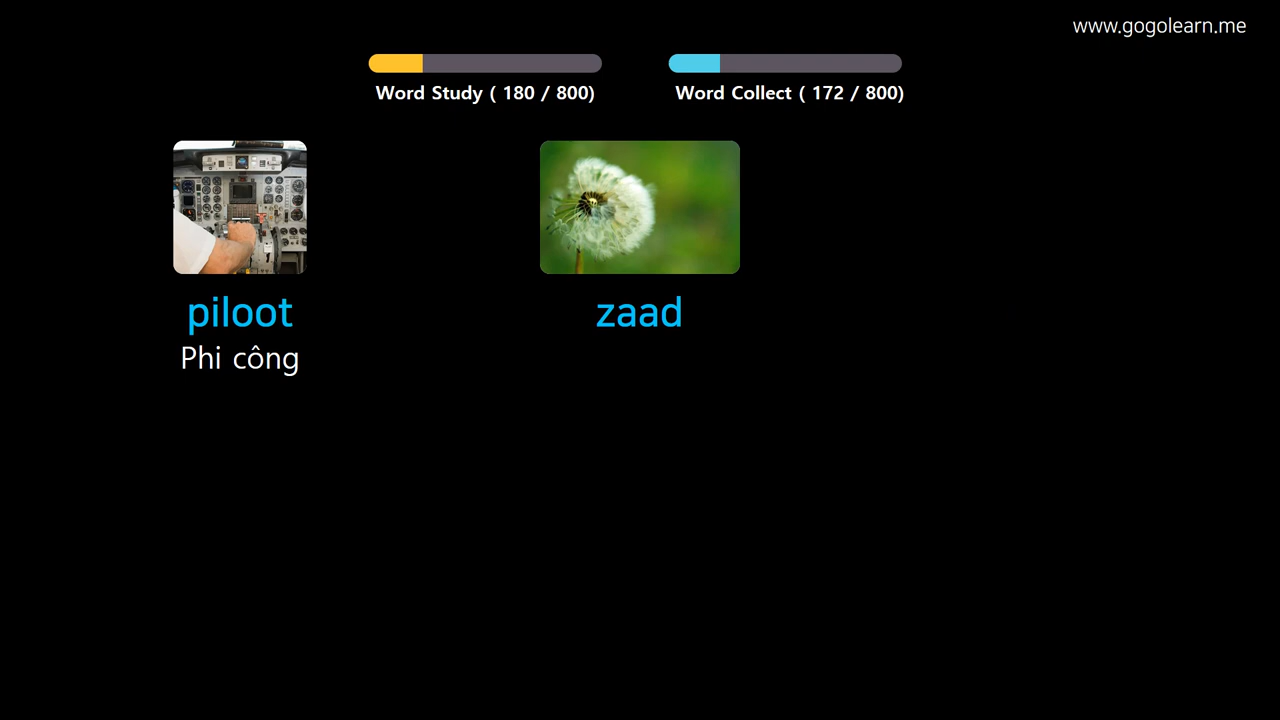 www.gogolearn.me
Word Study ( 180 / 800)
Word Collect ( 172 / 800)
piloot
Phi công
zaad